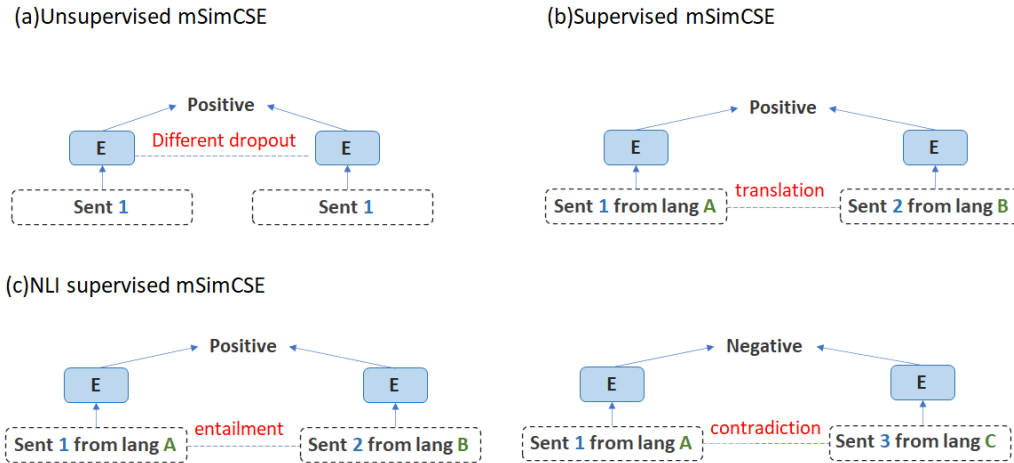 (a)Unsupervised mSimCSE
(b)Supervised mSimCSE
Positive
Different dropout
E
E
Sent 1
Sent 1
Positive
E
E
translation
Sent 1 from lang A
Sent 2 from lang B
(c)NLI supervised mSimCSE
Positive
E
E
entailment
Sent 1 from lang A
Sent 2 from lang B
Negative
E
E
contradiction
Sent 1 from lang A
Sent 3 from lang C